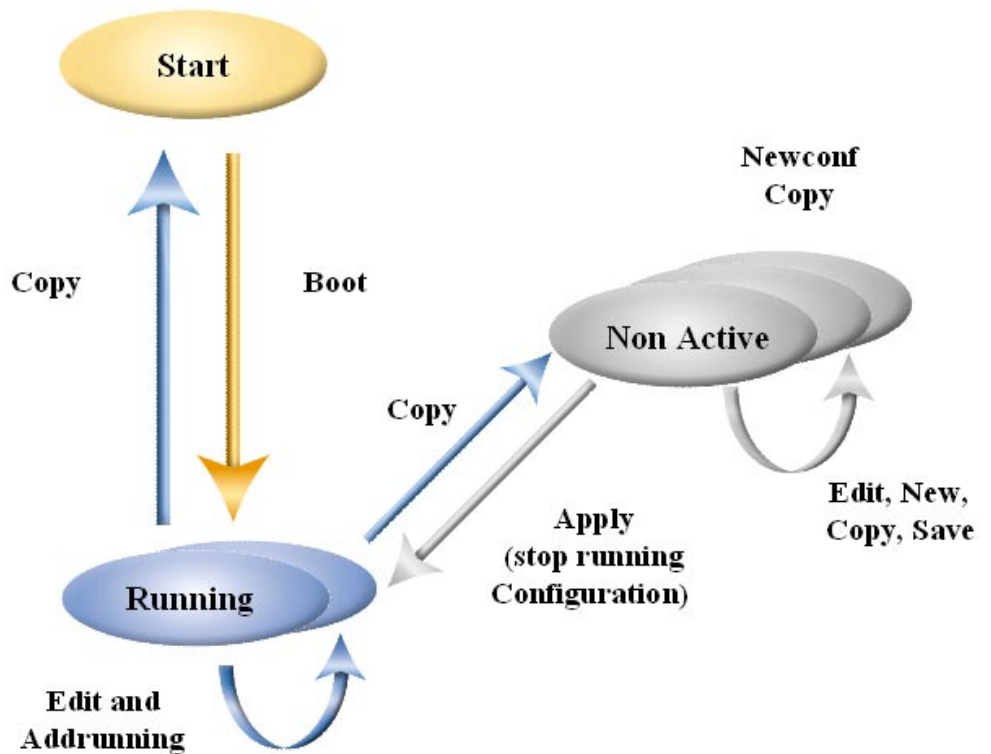 Start
Newconf
Copy
Copy
Boot
Non Active
Copy
Edit, New,
Copy, Save
Apply
(stop running
Configuration)
Running
Edit and
Addrunning